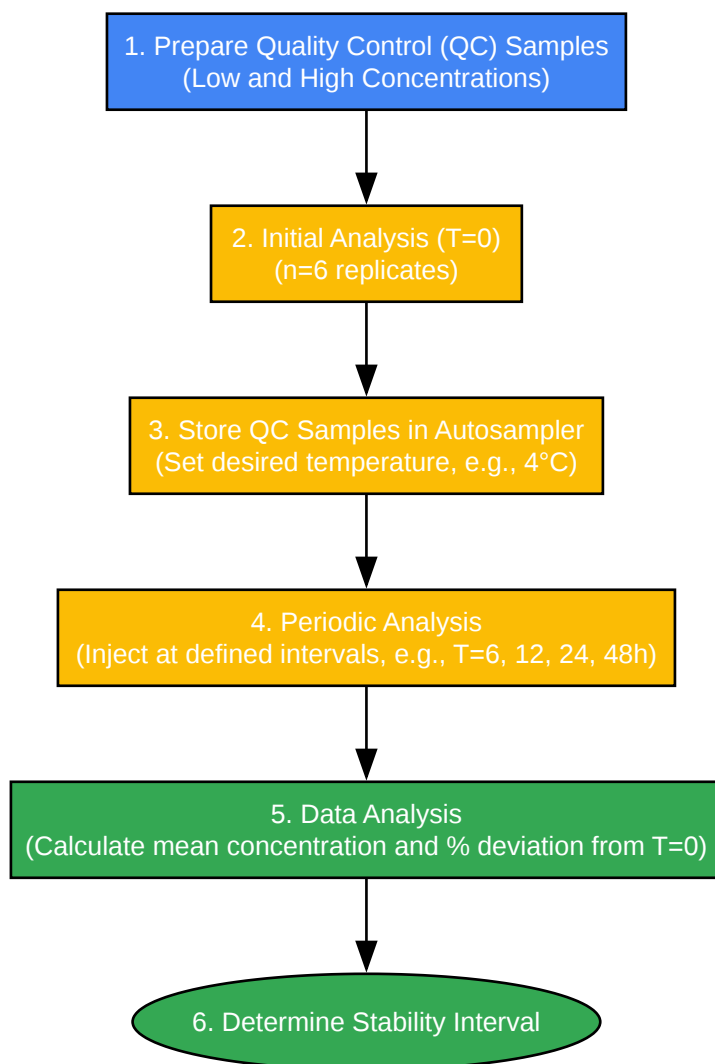 1. Prepare Quality Control (QC) Samples
(Low and High Concentrations)
2. Initial Analysis (T=0)
(n=6 replicates)
3. Store QC Samples in Autosampler
(Set desired temperature, e.g., 4°C)
4. Periodic Analysis
(Inject at defined intervals, e.g., T=6, 12, 24, 48h)
5. Data Analysis
(Calculate mean concentration and % deviation from T=0)
6. Determine Stability Interval